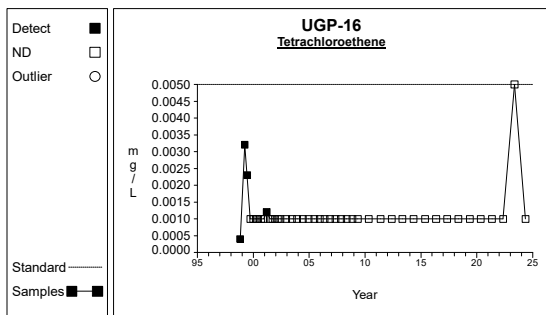 Detect
ND
Outlier
Standard
Samples
UGP-16
Tetrachloroethene
0.0050
0.0045
0.0040
0.0035
0.0030
0.0025
0.0020
0.0015
0.0010
0.0005
0.0000
mg/L
95 00 05 10 15 20 25
Year